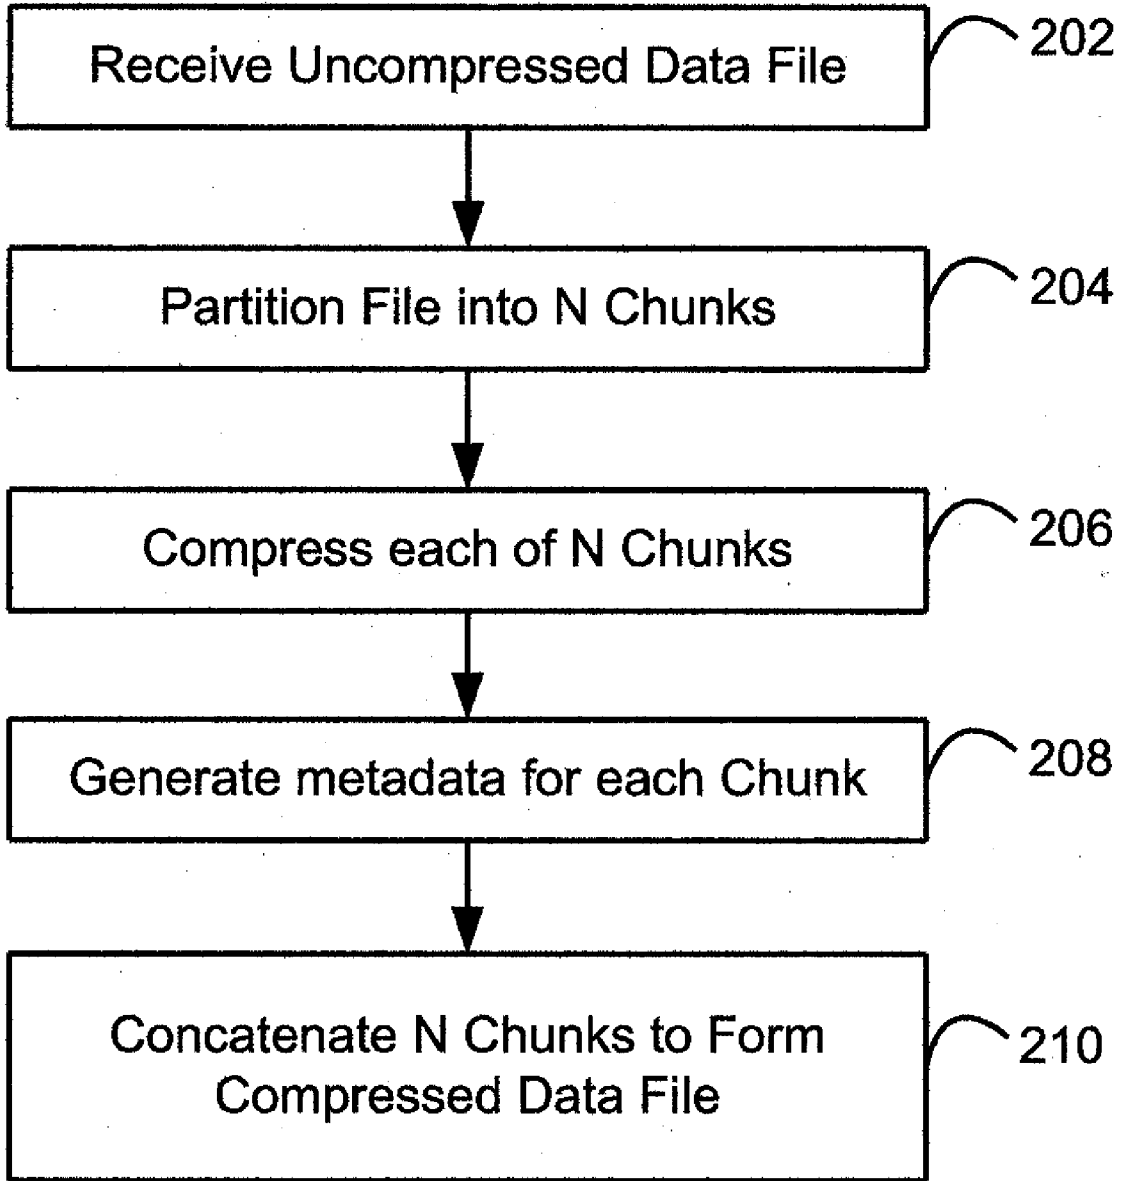 Receive Uncompressed Data File
202
Partition File into N Chunks
204
Compress each of N Chunks
206
Generate metadata for each Chunk
208
Concatenate N Chunks to Form
Compressed Data File
210